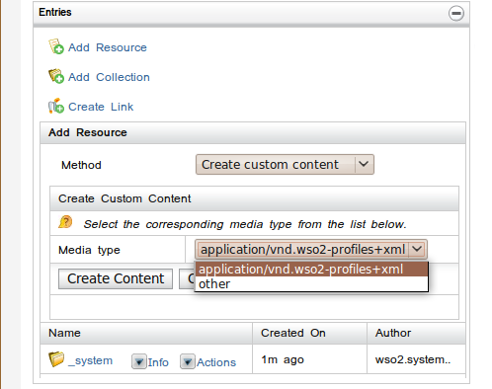 Entries
Add Resource
Add Collection
Create Link
Add Resource
Method Create custom content
Create Custom Content
Select the corresponding media type from the list below.
Media type application/vnd.wso2-profiles+xml
application/vnd.wso2-profiles+xml
other
Create Content
Name Created On Author
_system Info Actions 1m ago wso2.system..